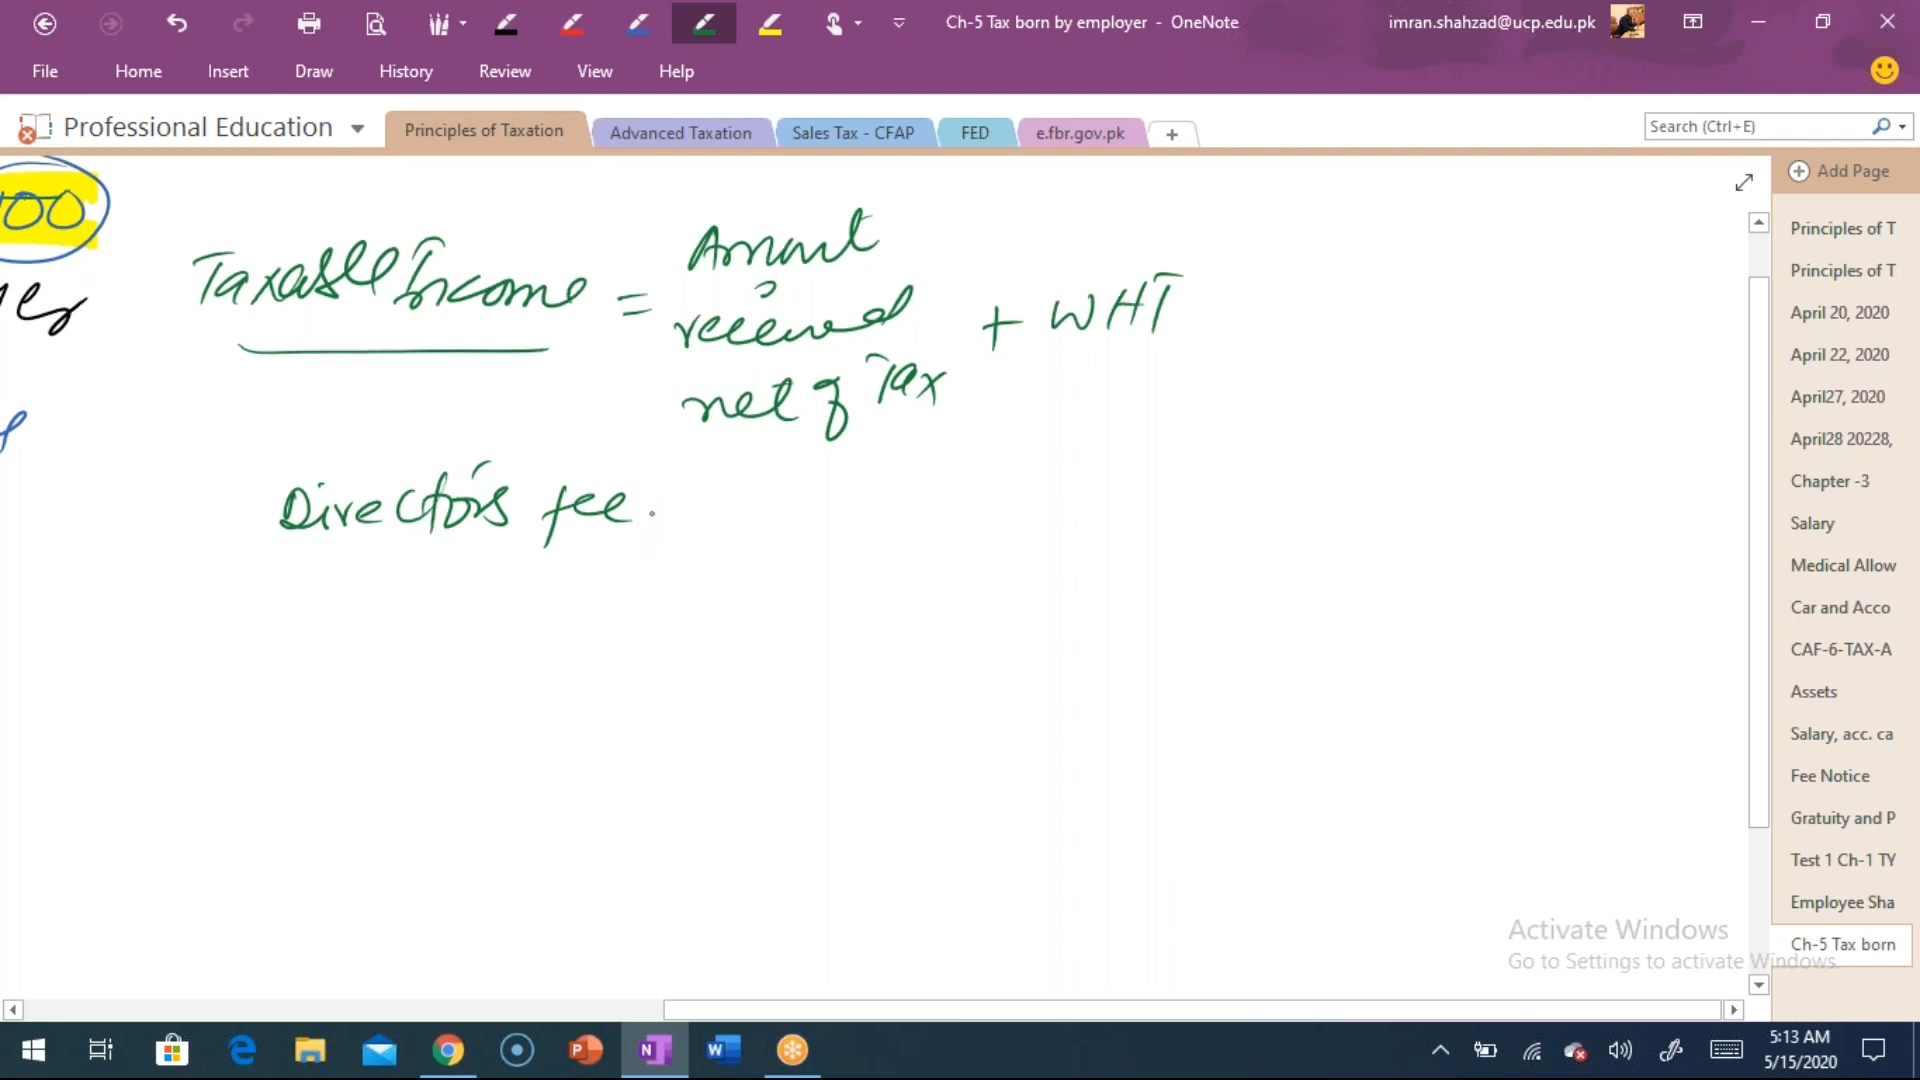 Ch-5 Tax born by employer - OneNote
imran.shahzad@ucp.edu.pk
File Home Insert Draw History Review View Help
Professional Education
Principles of Taxation
Advanced Taxation
Sales Tax - CFAP
FED
e.fbr.gov.pk
Search (Ctrl+E)
Add Page
Principles of T
Principles of T
April 20, 2020
April 22, 2020
April27, 2020
April28 20228,
Chapter -3
Salary
Medical Allow
Car and Acco
CAF-6-TAX-A
Assets
Salary, acc. ca
Fee Notice
Gratuity and P
Test 1 Ch-1 TY
Employee Sha
Ch-5 Tax born
00
Taxable Income = Amount received net of Tax + WHT
Director's fee.
Activate Windows
Go to Settings to activate Windows.
5:13 AM
5/15/2020